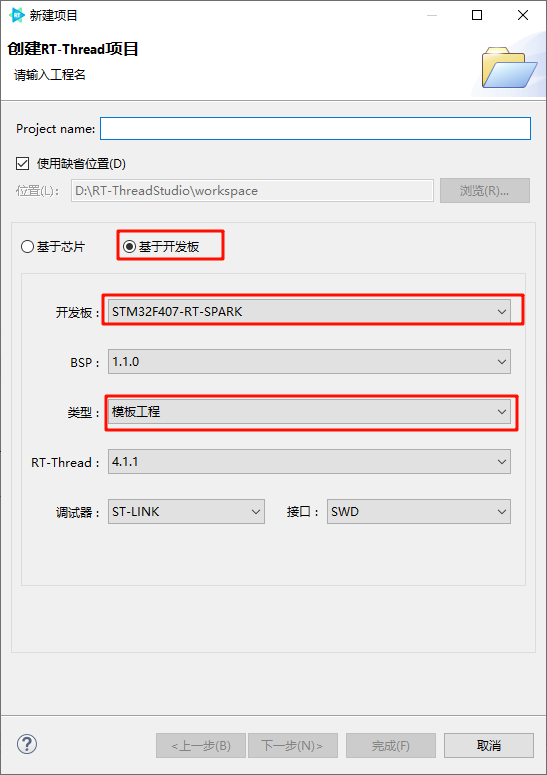 新建项目
创建RT-Thread项目
请输入工程名
Project name:
使用缺省位置(D)
位置(L): D:\RT-ThreadStudio\workspace 浏览(R)...
基于芯片 基于开发板
开发板: STM32F407-RT-SPARK
BSP: 1.1.0
类型: 模板工程
RT-Thread: 4.1.1
调试器: ST-LINK 接口: SWD
? <上一步(B) 下一步(N)> 完成(F) 取消